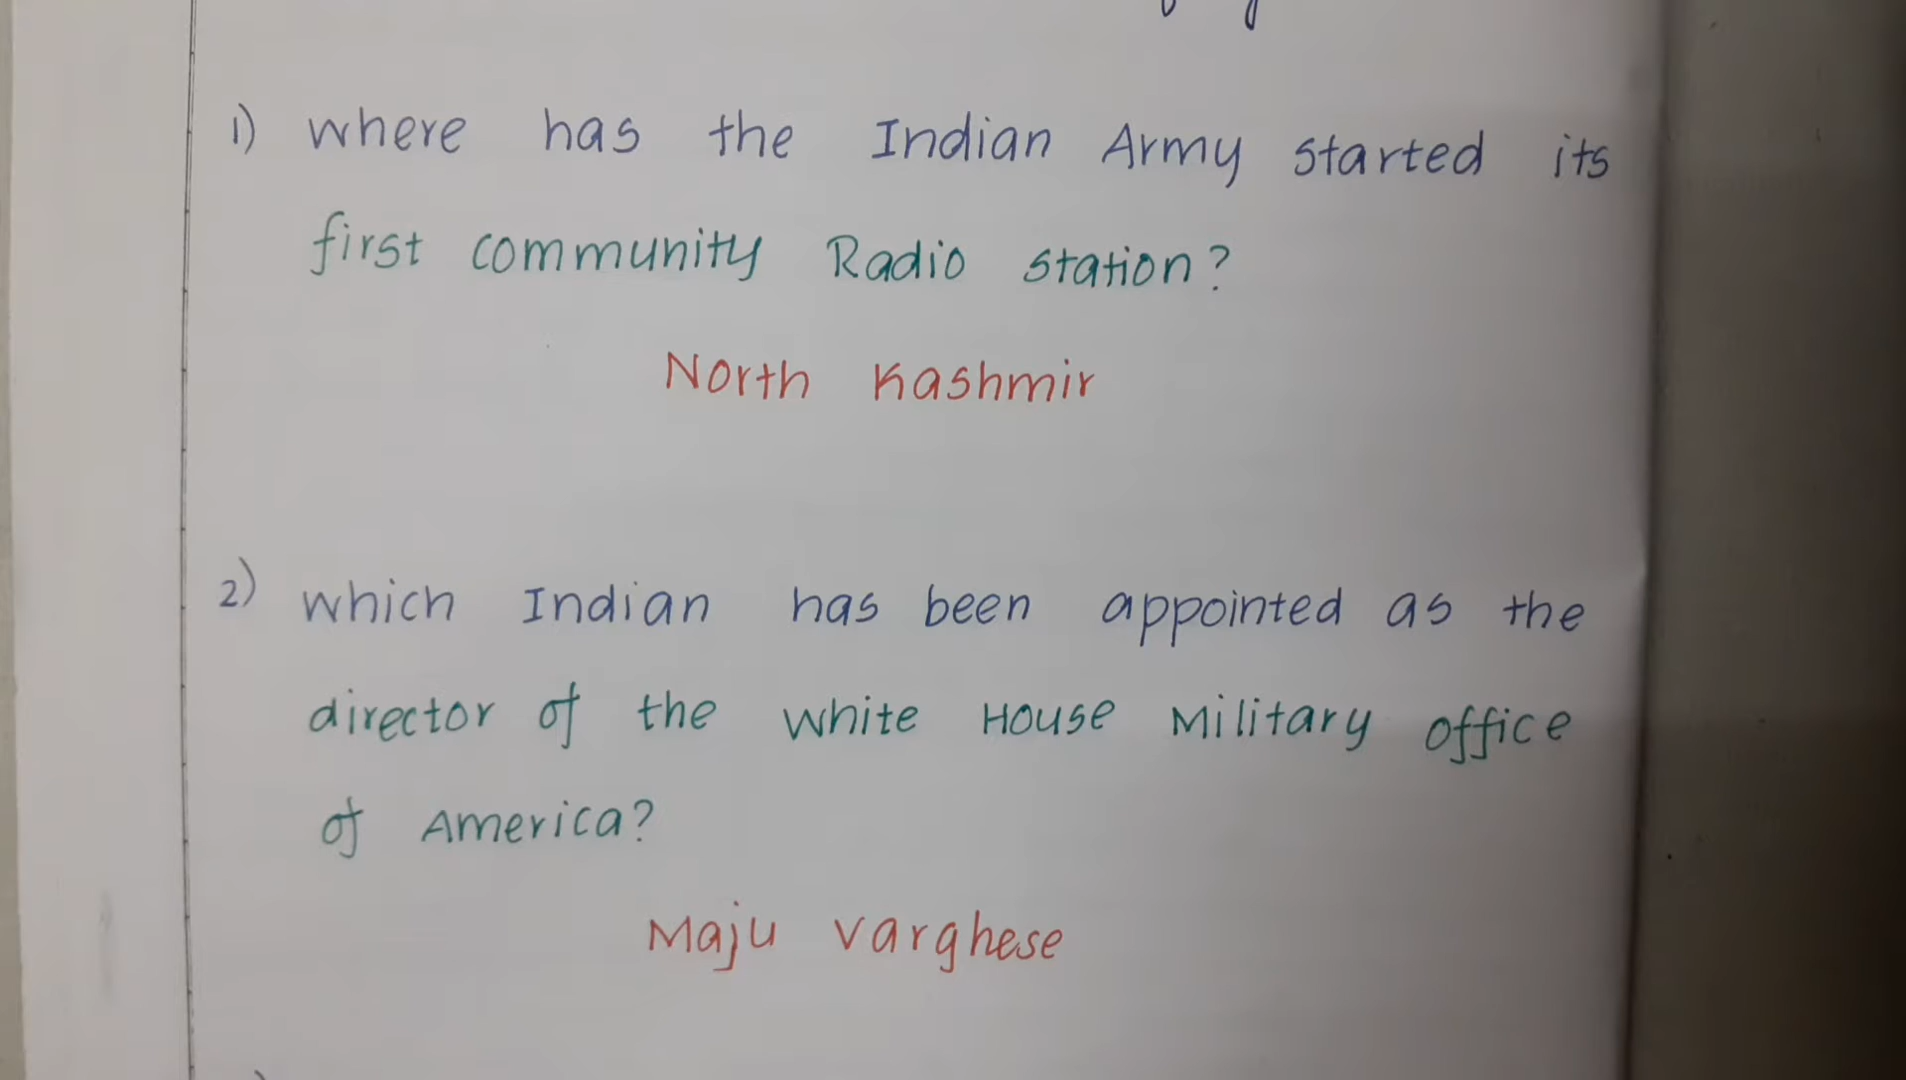 1) where has the Indian Army started its
first community Radio station?
North Kashmir
2) which Indian has been appointed as the
director of the White House Military office
of America?
Maju Varghese